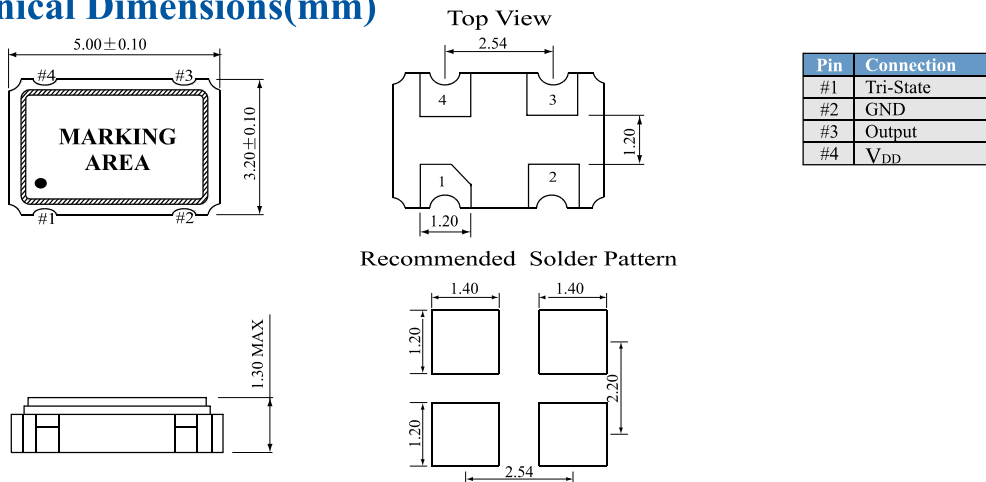 nical Dimensions(mm)
5.00±0.10
#4 #3
MARKING
AREA
#1 #2
3.20±0.10
Top View
2.54
4 3
1 2
1.20
1.20
Pin Connection
#1 Tri-State
#2 GND
#3 Output
#4 VDD
1.30 MAX
Recommended Solder Pattern
1.40 1.40
1.20
2.20
1.20
2.54